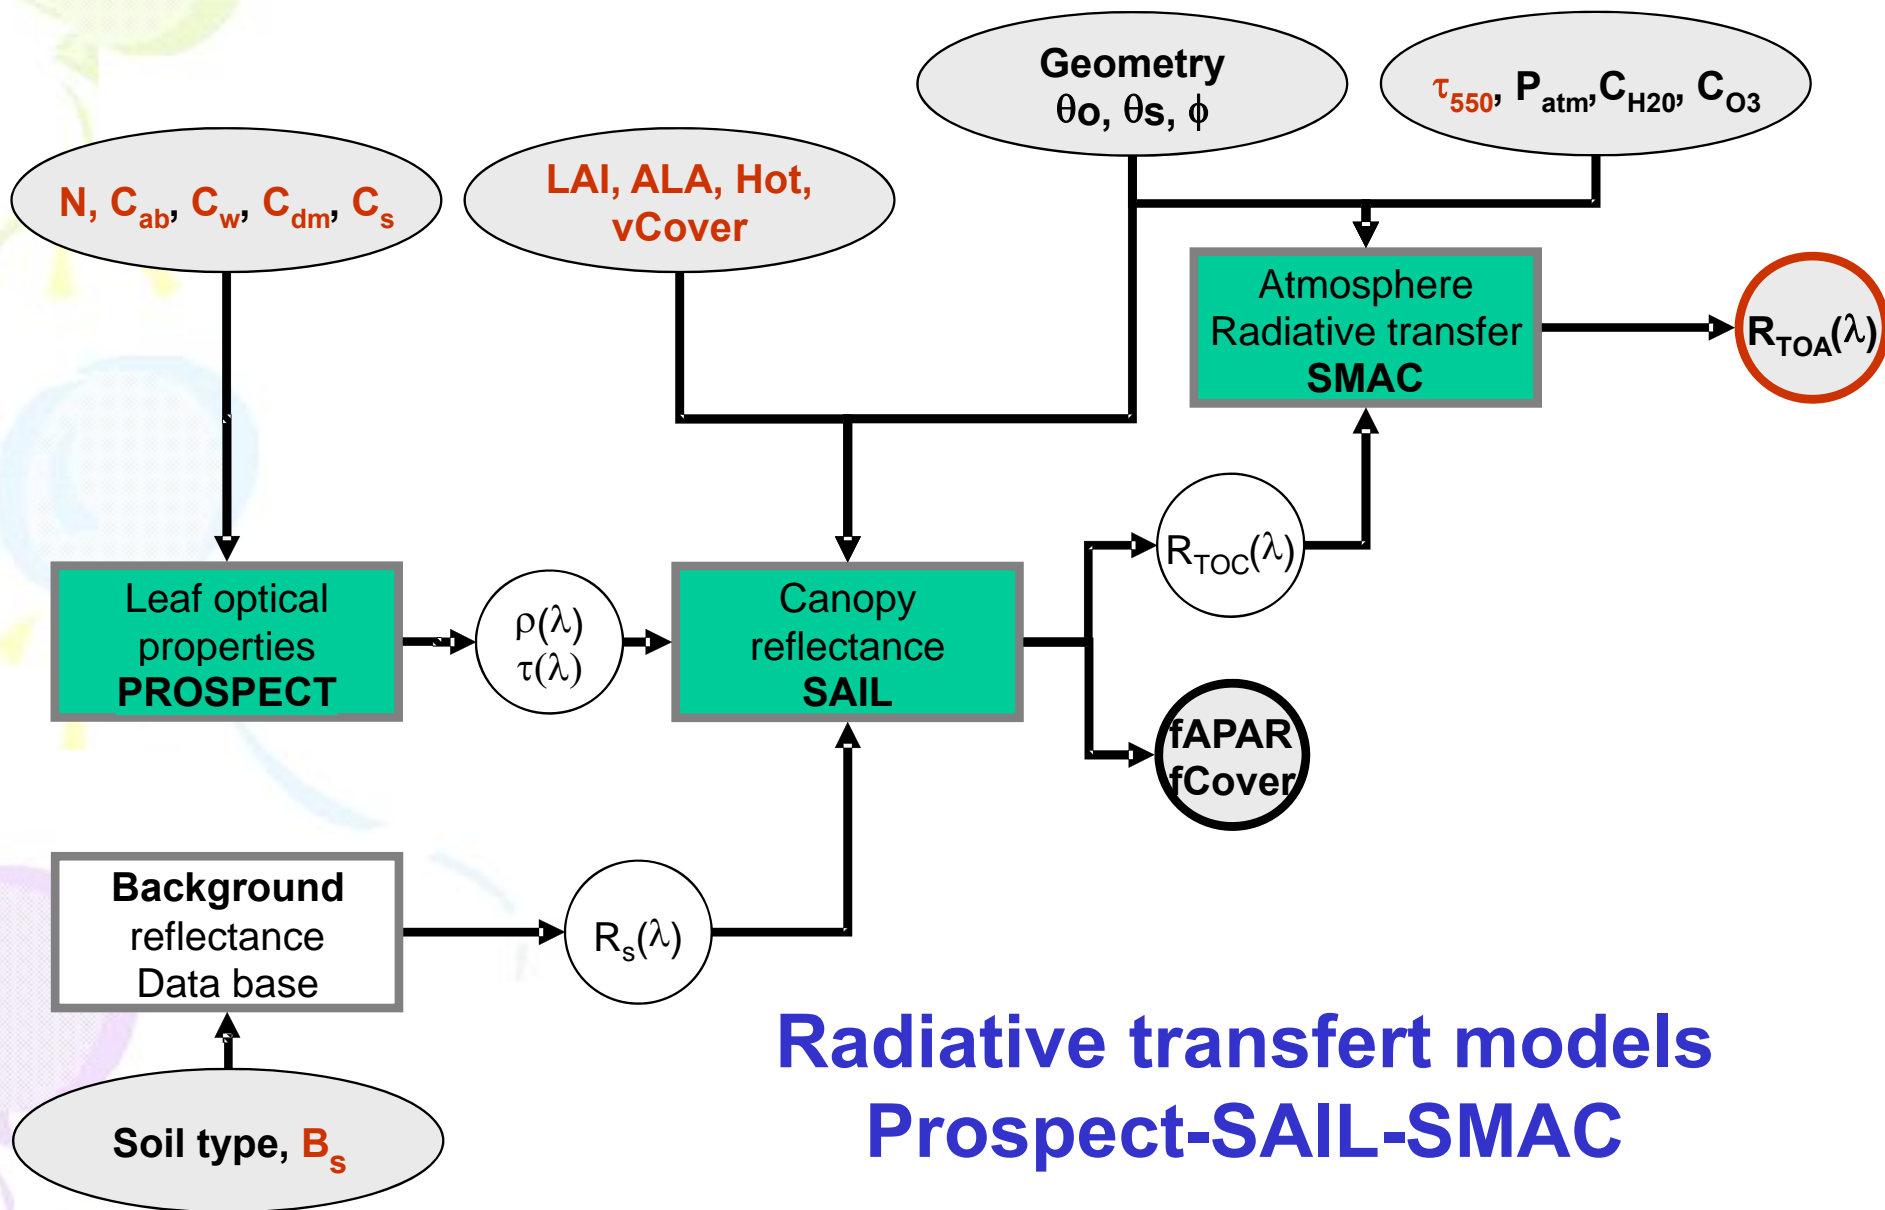 Geometry
θo, θs, ϕ
τ550, Patm,CH20, CO3
N, Cab, Cw, Cdm, Cs
LAI, ALA, Hot,
vCover
Atmosphere
Radiative transfer
SMAC
RTOA(λ)
RTOC(λ)
Leaf optical
properties
PROSPECT
ρ(λ)
τ(λ)
Canopy
reflectance
SAIL
fAPAR
fCover
Background
reflectance
Data base
Rs(λ)
Soil type, Bs
Radiative transfert models
Prospect-SAIL-SMAC